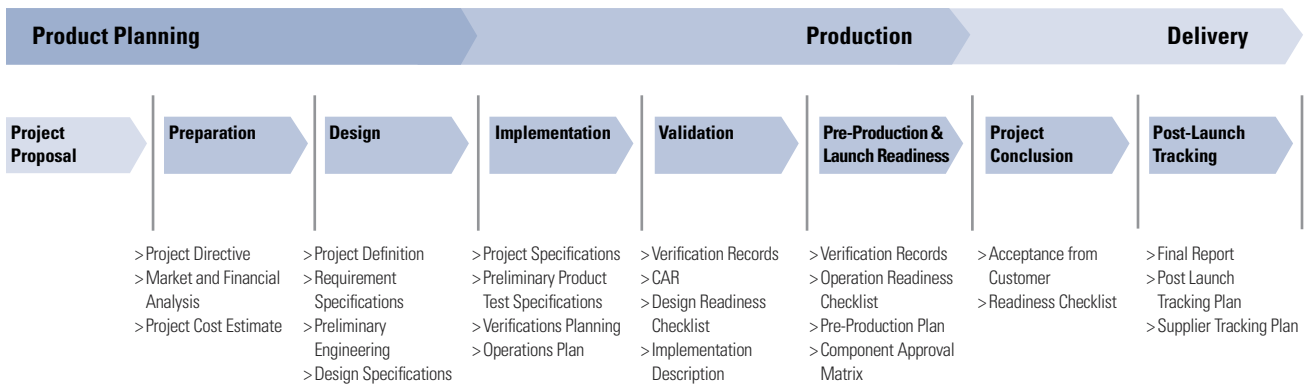 Product Planning
Production
Delivery
Project
Proposal
Preparation
Design
Implementation
Validation
Pre-Production &
Launch Readiness
Project
Conclusion
Post-Launch
Tracking
> Project Directive
> Market and Financial
Analysis
> Project Cost Estimate
> Project Definition
> Requirement
Specifications
> Preliminary
Engineering
> Design Specifications
> Project Specifications
> Preliminary Product
Test Specifications
> Verifications Planning
> Operations Plan
> Verification Records
> CAR
> Design Readiness
Checklist
> Implementation
Description
> Verification Records
> Operation Readiness
Checklist
> Pre-Production Plan
> Component Approval
Matrix
> Acceptance from
Customer
> Readiness Checklist
> Final Report
> Post Launch
Tracking Plan
> Supplier Tracking Plan